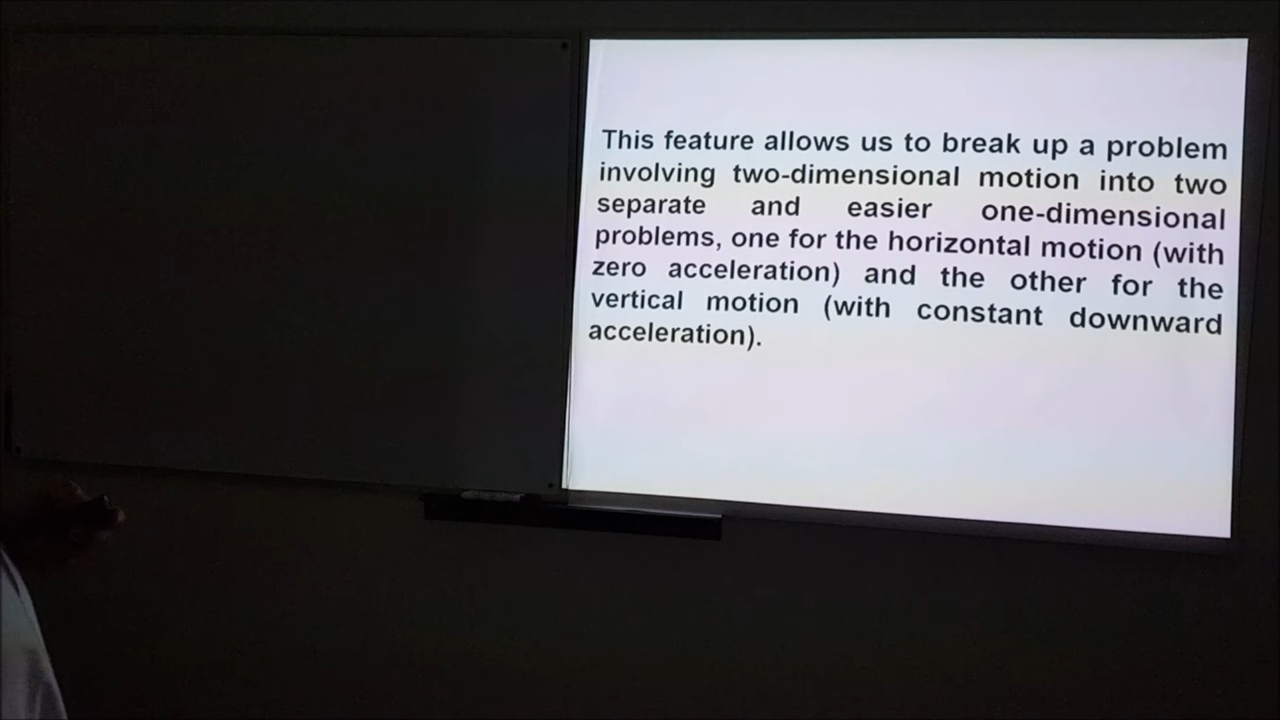 This feature allows us to break up a problem
involving two-dimensional motion into two
separate and easier one-dimensional
problems, one for the horizontal motion (with
zero acceleration) and the other for the
vertical motion (with constant downward
acceleration).